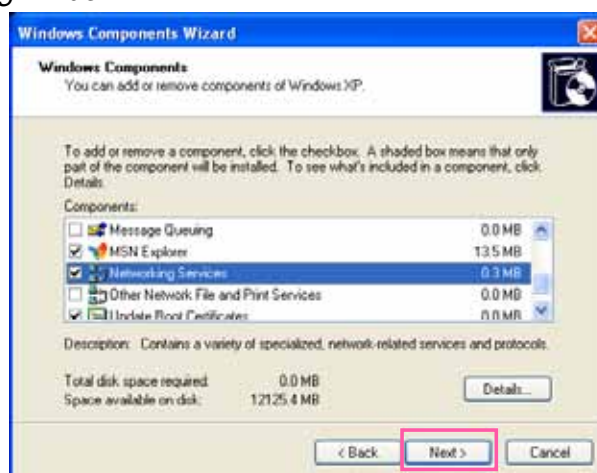 Windows Components Wizard
Windows Components
You can add or remove components of Windows XP.
To add or remove a component, click the checkbox. A shaded box means that only
part of the component will be installed. To see what's included in a component, click
Details.
Components:
Message Queuing 0.0 MB
MSN Explorer 13.5 MB
Networking Services 0.3 MB
Other Network File and Print Services 0.0 MB
Update Root Certificates 0.0 MB
Description: Contains a variety of specialized, network-related services and protocols.
Total disk space required: 0.0 MB
Space available on disk: 12125.4 MB
Details...
< Back Next > Cancel